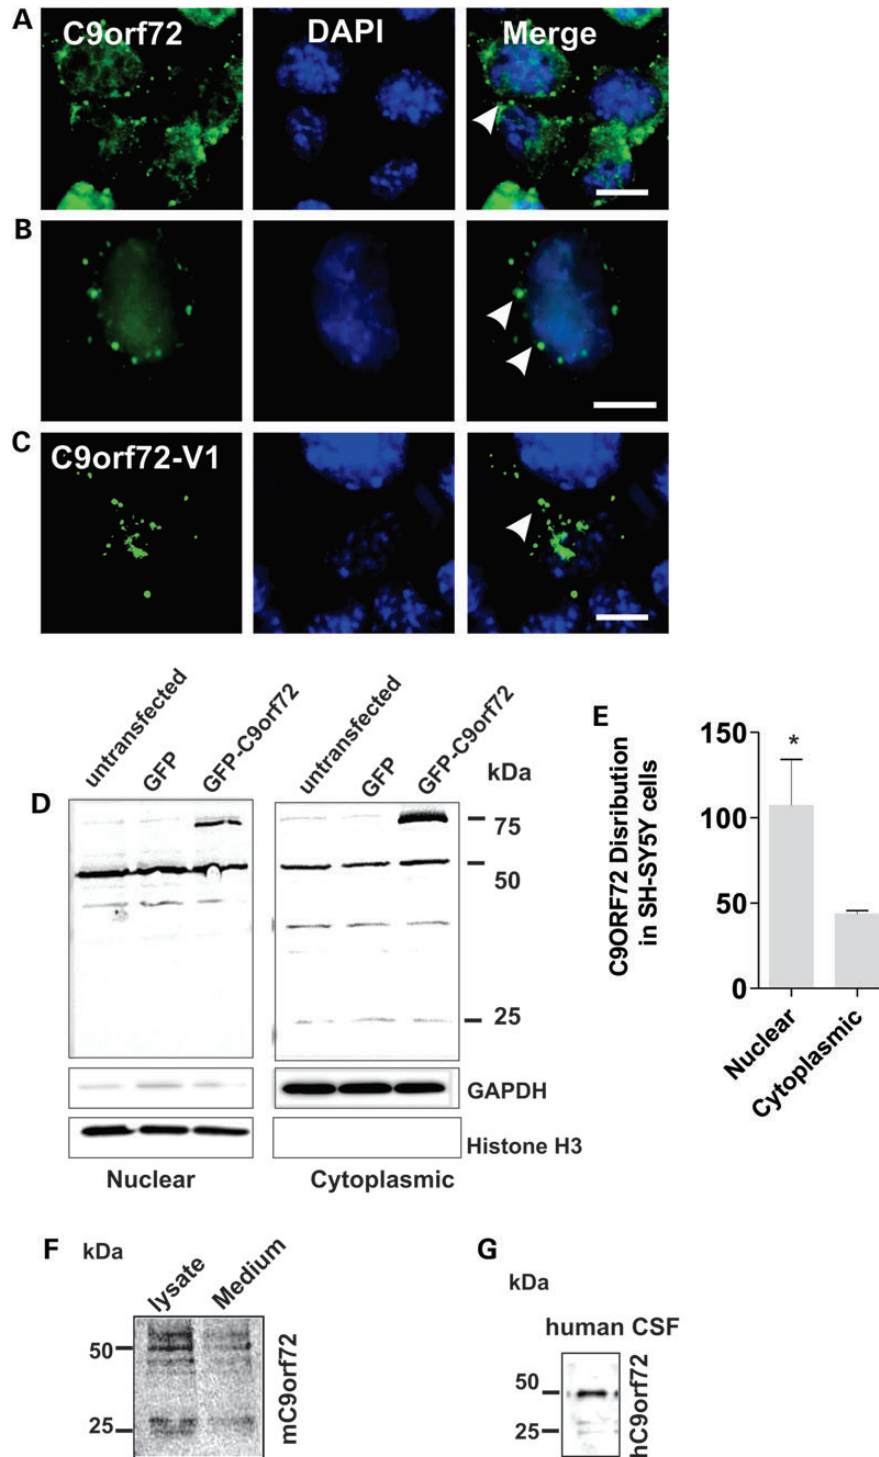 A
C9orf72
DAPI
Merge
B
C
C9orf72-V1
D
untransfected
GFP
GFP-C9orf72
untransfected
GFP
GFP-C9orf72
kDa
75
50
25
GAPDH
Histone H3
Nuclear
Cytoplasmic
E
C9ORF72 Disribution
in SH-SY5Y cells
150
100
50
0
*
Nuclear
Cytoplasmic
F
kDa
lysate
Medium
50
25
mC9orf72
G
kDa
human CSF
50
25
hC9orf72